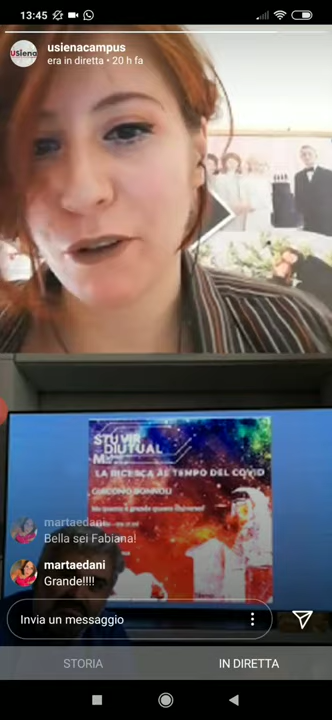 13:45
USiena
usienacampus
era in diretta • 20 h fa
LA RICERCA AL TEMPO DEL COVID
GIACOMO BONNOLI
martaedani
Bella sei Fabiana!
martaedani
Grande!!!!
Invia un messaggio
STORIA
IN DIRETTA